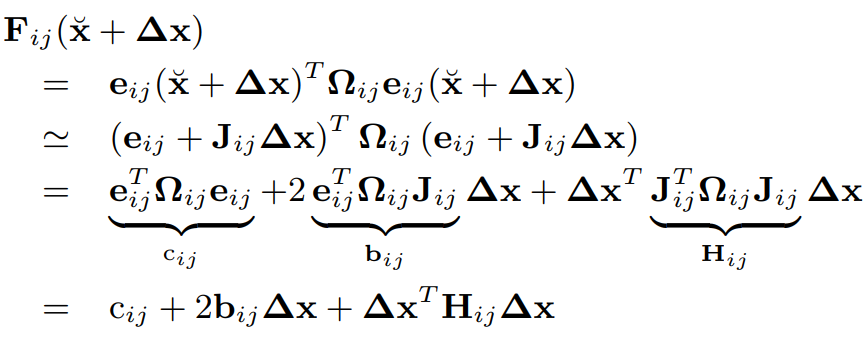 F_{ij}(x̆ + Δx)
= e_{ij}(x̆ + Δx)^T Ω_{ij} e_{ij}(x̆ + Δx)
≃ (e_{ij} + J_{ij}Δx)^T Ω_{ij} (e_{ij} + J_{ij}Δx)
= e_{ij}^T Ω_{ij} e_{ij} + 2 e_{ij}^T Ω_{ij} J_{ij} Δx + Δx^T J_{ij}^T Ω_{ij} J_{ij} Δx
c_{ij} b_{ij} H_{ij}
= c_{ij} + 2b_{ij}Δx + Δx^T H_{ij}Δx